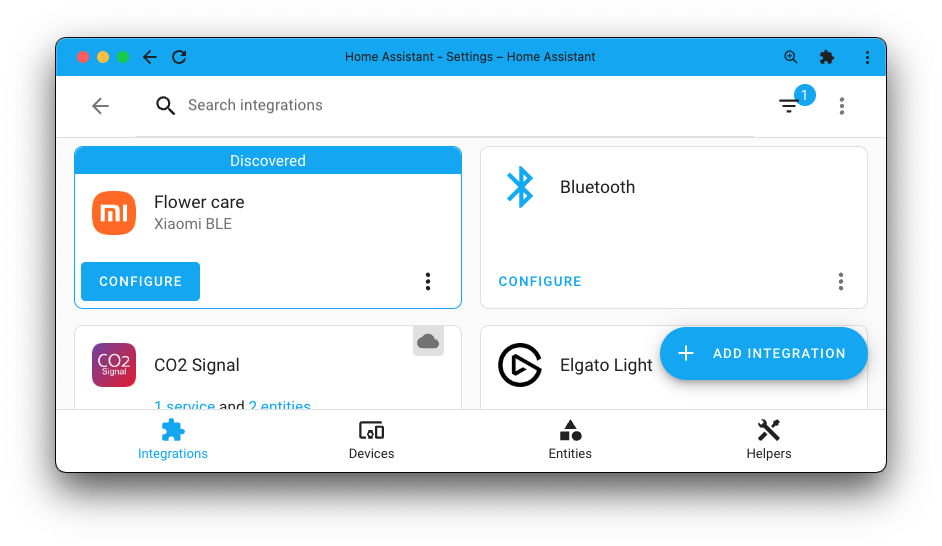 Home Assistant - Settings – Home Assistant
Search integrations
1
Discovered
mi
Flower care
Xiaomi BLE
CONFIGURE
Bluetooth
CONFIGURE
CO2
Signal
CO2 Signal
1 service and 2 entities
Elgato Light
ADD INTEGRATION
Integrations
Devices
Entities
Helpers